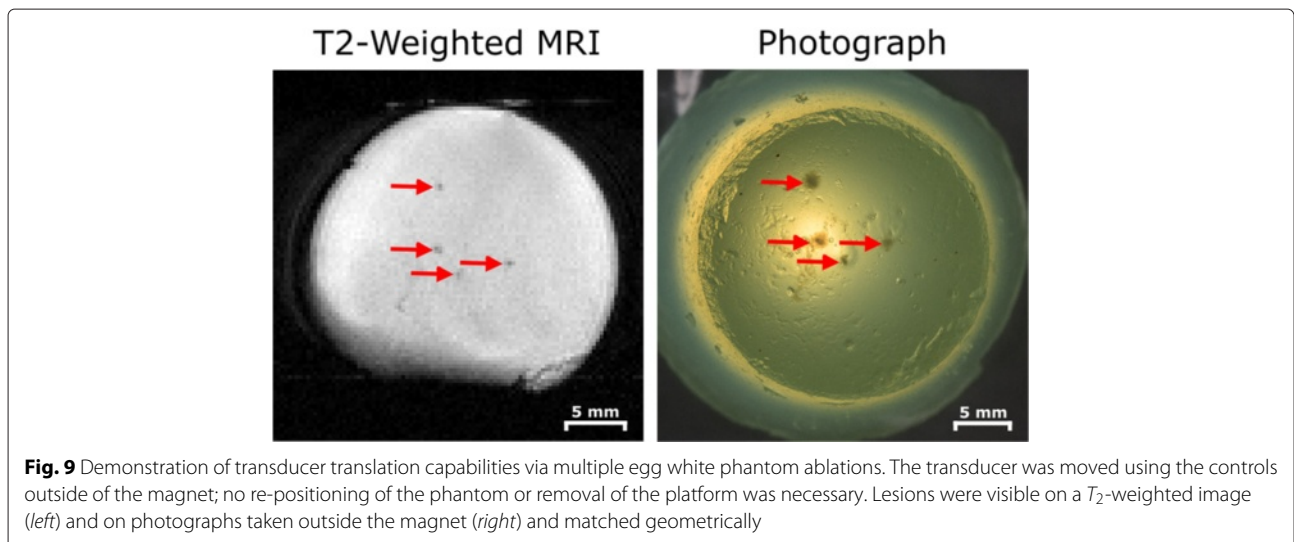 T2-Weighted MRI Photograph
5 mm 5 mm
Fig. 9 Demonstration of transducer translation capabilities via multiple egg white phantom ablations. The transducer was moved using the controls
outside of the magnet; no re-positioning of the phantom or removal of the platform was necessary. Lesions were visible on a T₂-weighted image
(left) and on photographs taken outside the magnet (right) and matched geometrically